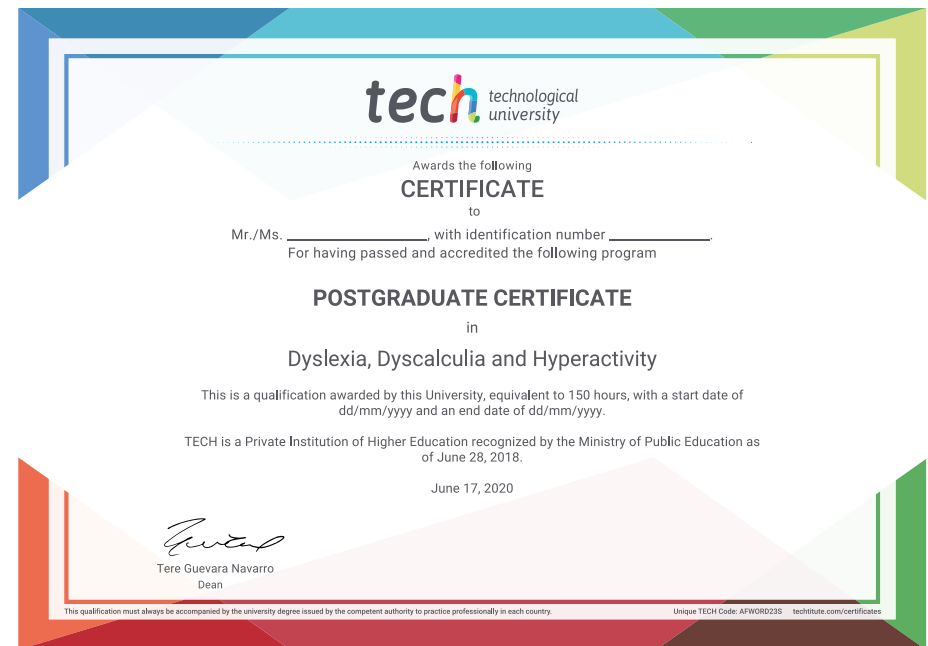 tech technological
university
Awards the following
CERTIFICATE
to
Mr./Ms. ____________________, with identification number ______________.
For having passed and accredited the following program
POSTGRADUATE CERTIFICATE
in
Dyslexia, Dyscalculia and Hyperactivity
This is a qualification awarded by this University, equivalent to 150 hours, with a start date of
dd/mm/yyyy and an end date of dd/mm/yyyy.
TECH is a Private Institution of Higher Education recognized by the Ministry of Public Education as
of June 28, 2018.
June 17, 2020
Tere Guevara Navarro
Dean
This qualification must always be accompanied by the university degree issued by the competent authority to practice professionally in each country.
Unique TECH Code: AFWORD23S techtitute.com/certificates